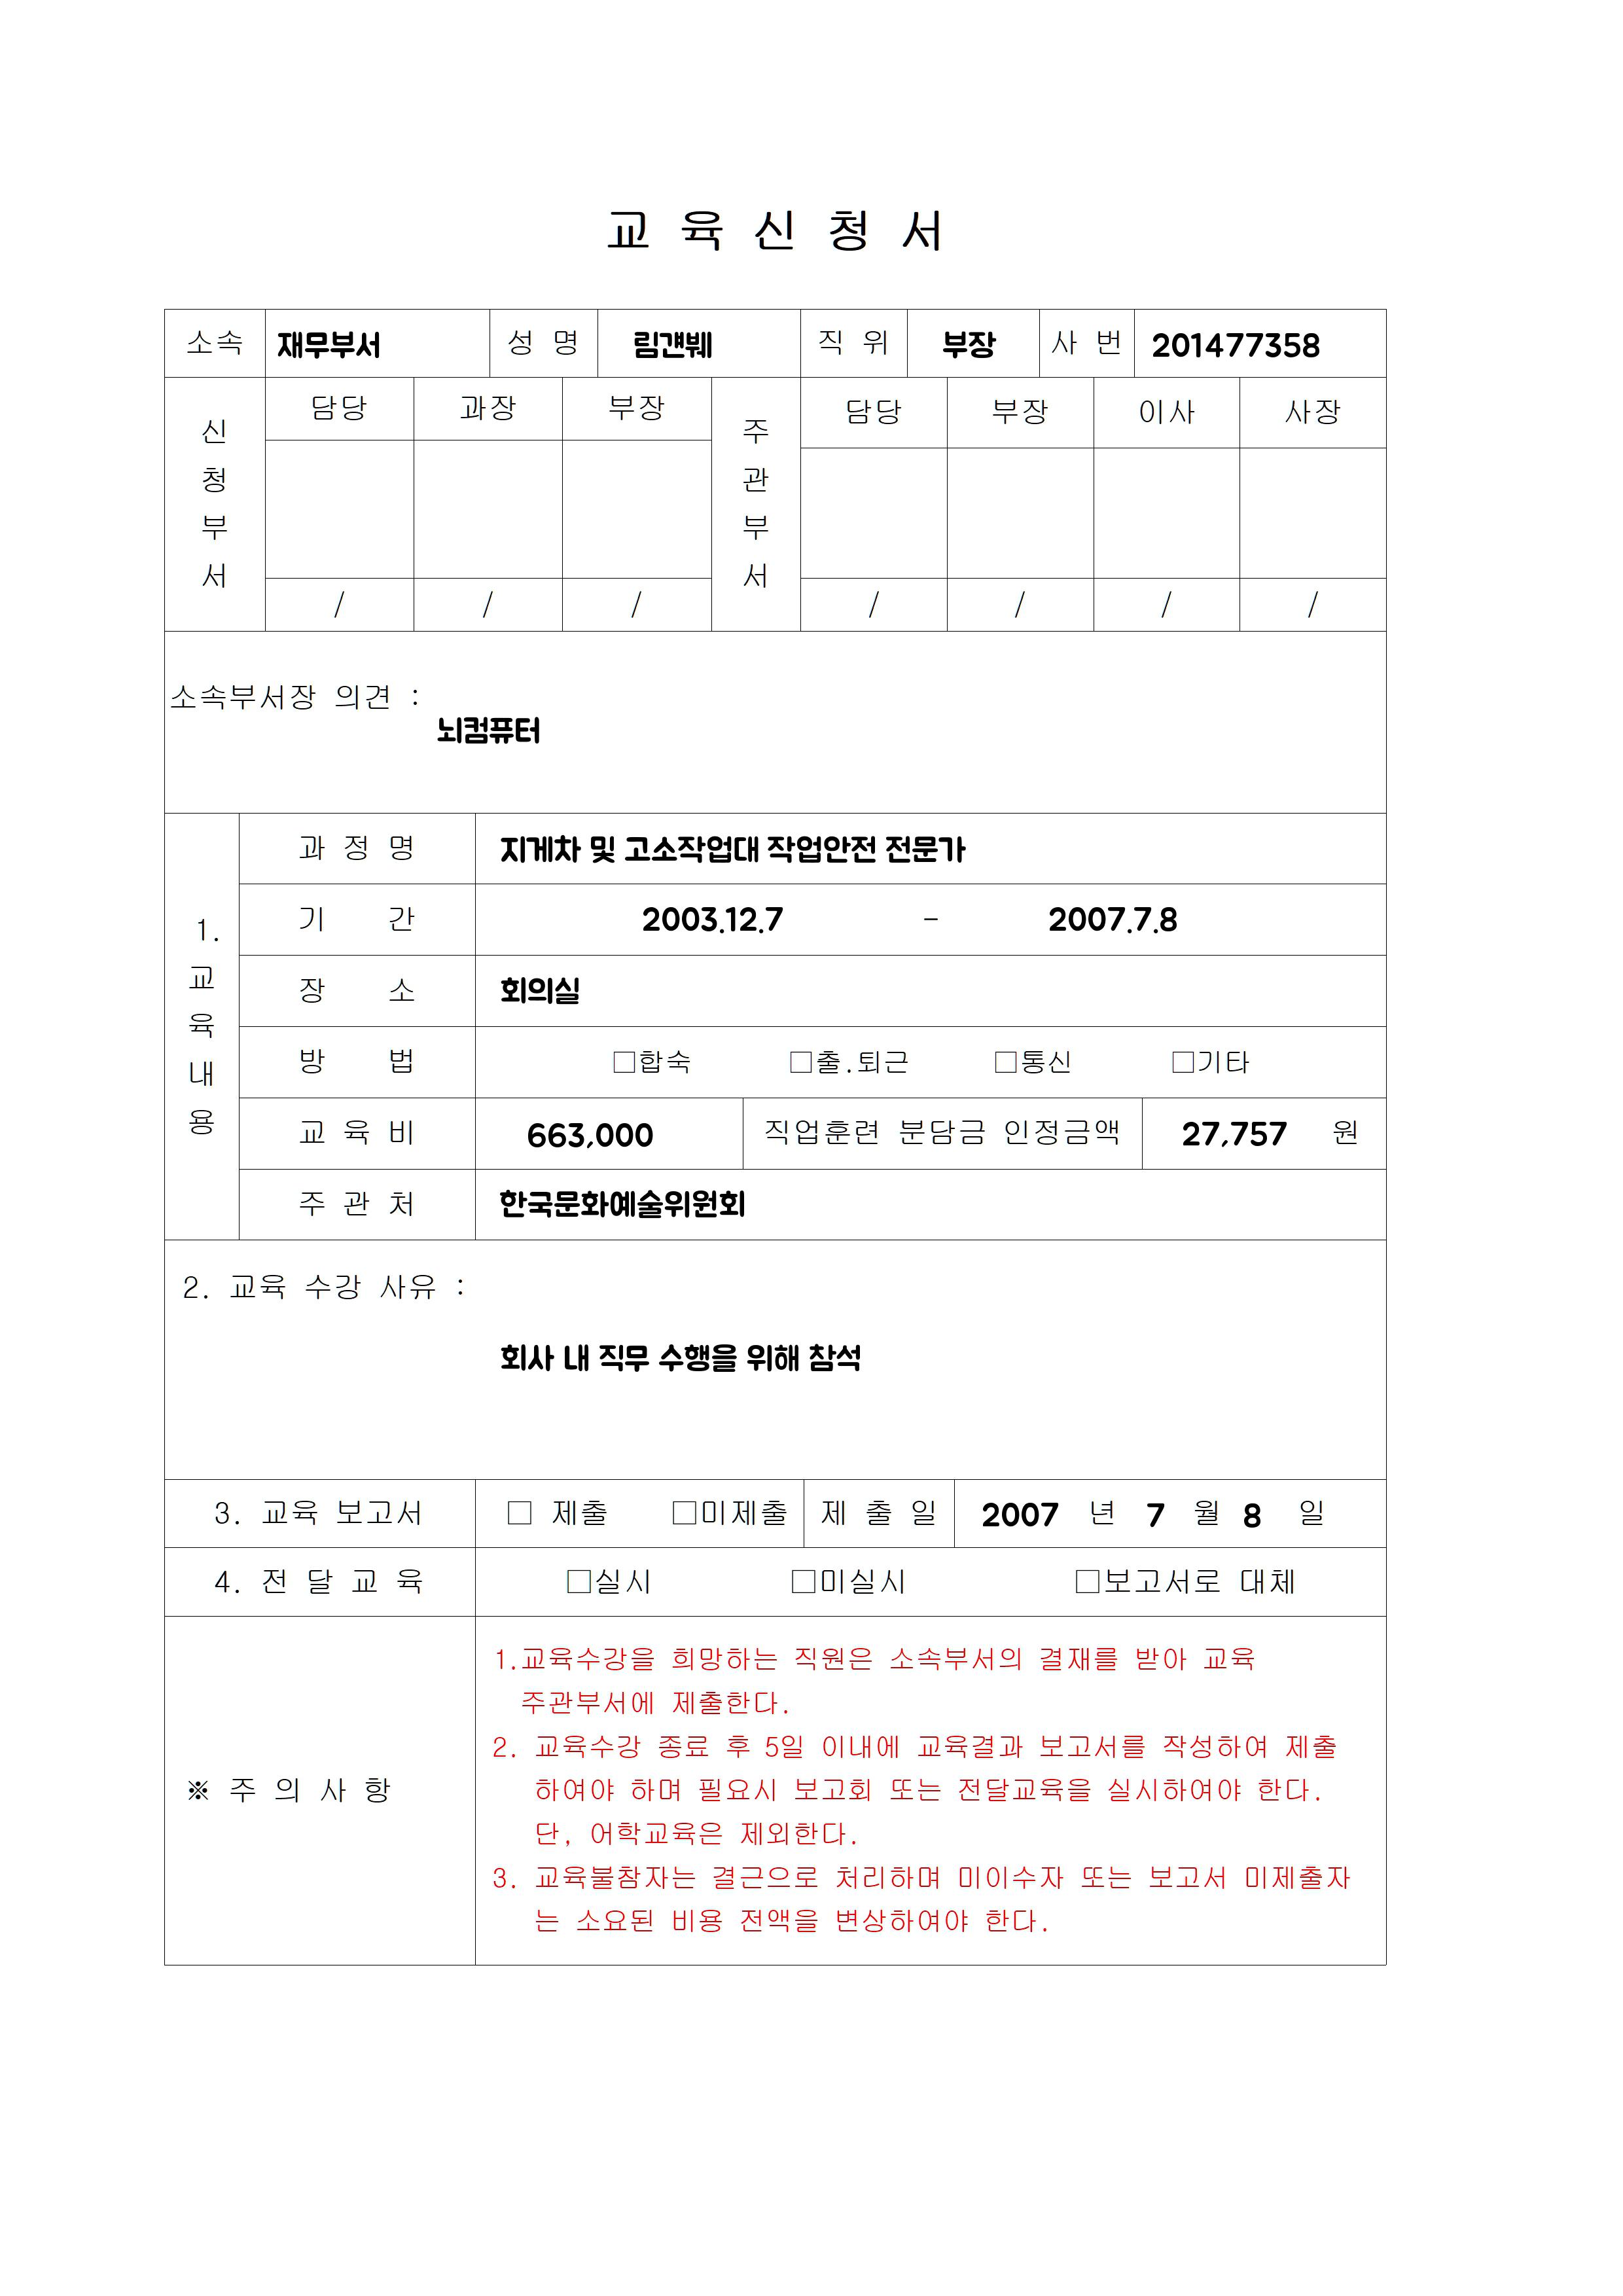 교 육 신 청 서
소속 재무부서 성 명 림걘붸 직 위 부장 사 번 201477358
신청부서 담당 과장 부장 주관부서 담당 부장 이사 사장
/ / / / / / /
소속부서장 의견 :
뇌컴퓨터
1. 교육내용
과 정 명 지게차 및 고소작업대 작업안전 전문가
기 간 2003.12.7 - 2007.7.8
장 소 회의실
방 법 □합숙 □출.퇴근 □통신 □기타
교 육 비 663,000 직업훈련 분담금 인정금액 27,757 원
주 관 처 한국문화예술위원회
2. 교육 수강 사유 :
회사 내 직무 수행을 위해 참석
3. 교육 보고서 □ 제출 □미제출 제 출 일 2007 년 7 월 8 일
4. 전 달 교 육 □실시 □미실시 □보고서로 대체
※ 주 의 사 항
1.교육수강을 희망하는 직원은 소속부서의 결재를 받아 교육
주관부서에 제출한다.
2. 교육수강 종료 후 5일 이내에 교육결과 보고서를 작성하여 제출
하여야 하며 필요시 보고회 또는 전달교육을 실시하여야 한다.
단, 어학교육은 제외한다.
3. 교육불참자는 결근으로 처리하며 미이수자 또는 보고서 미제출자
는 소요된 비용 전액을 변상하여야 한다.